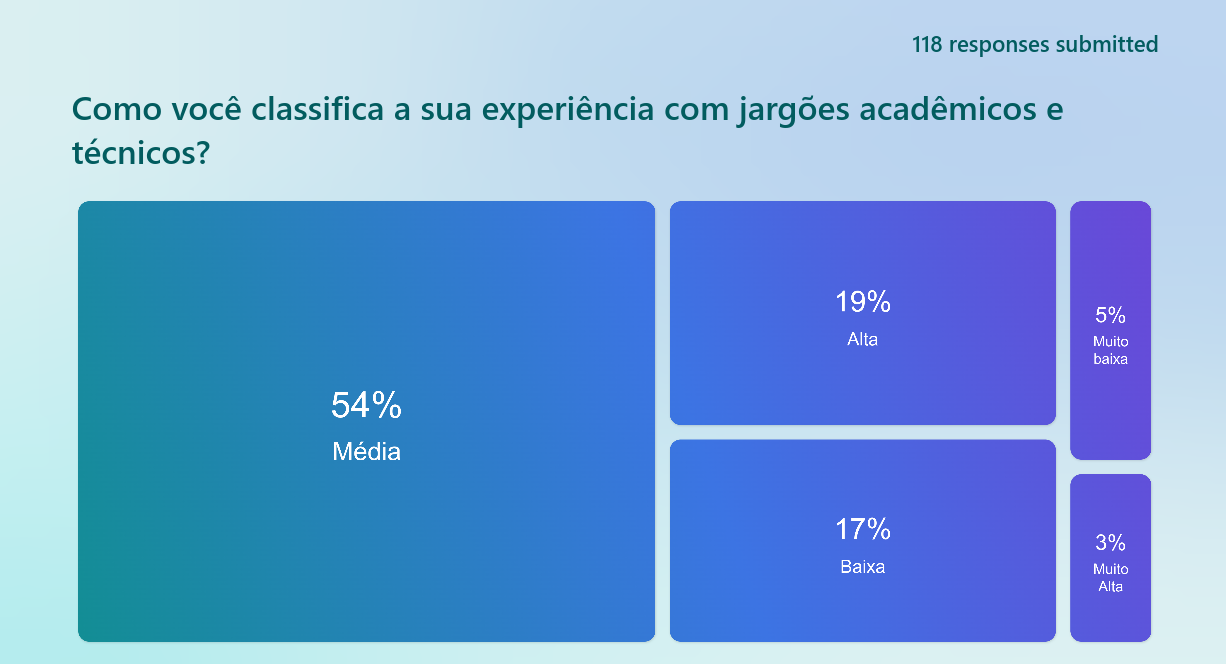 118 responses submitted
Como você classifica a sua experiência com jargões acadêmicos e
técnicos?
54%
Média
19%
Alta
17%
Baixa
5%
Muito
baixa
3%
Muito
Alta